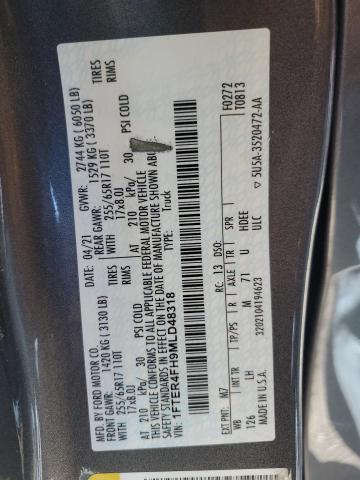 MFD. BY FORD MOTOR CO.
DATE: 04/21 GVWR: 2744 KG ( 6050 LB)
FRONT GAWR: 1420 KG ( 3130 LB) REAR GAWR: 1529 KG ( 3370 LB)
WITH 255/65R17 110T TIRES WITH 255/65R17 110T TIRES
17x8.0J RIMS 17x8.0J RIMS
AT 210 kPa/ 30 PSI COLD AT 210 kPa/ 30 PSI COLD
THIS VEHICLE CONFORMS TO ALL APPLICABLE FEDERAL MOTOR VEHICLE
SAFETY STANDARDS IN EFFECT ON THE DATE OF MANUFACTURE SHOWN ABOVE
VIN: 1FTER4FH9MLD48318
TYPE: Truck
F0272
T0813
EXT PNT: M7 RC: 13 DSO:
WB INT TR TP/PS R AXLE TR SPR
126 LH M 71 U HDEE
ULC
3202104194623
MADE IN U.S.A. 5U5A-3520472-AA